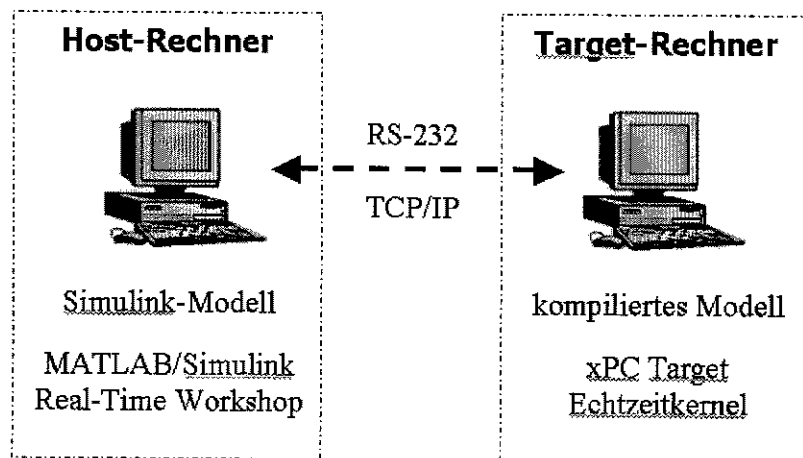 Host-Rechner
Simulink-Modell
MATLAB/Simulink
Real-Time Workshop
RS-232
TCP/IP
Target-Rechner
kompiliertes Modell
xPC Target
Echtzeitkernel